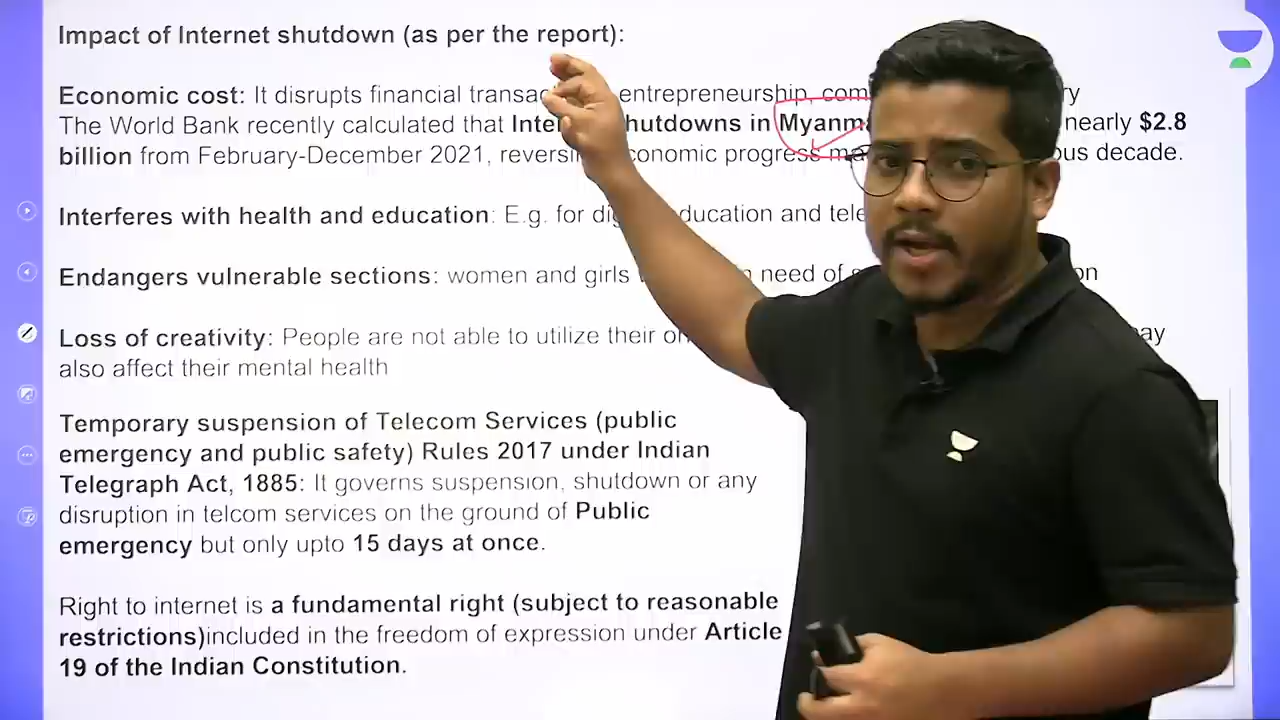 Impact of Internet shutdown (as per the report):
Economic cost: It disrupts financial entrepreneurship,
The World Bank recently calculated that shutdowns in nearly $2.8
billion from February-December 2021, economic progress decade.
Interferes with health and education: E.g. for education and
Endangers vulnerable sections: women and girls need of
Loss of creativity: People are not able to utilize their
also affect their mental health
Temporary suspension of Telecom Services (public
emergency and public safety) Rules 2017 under Indian
Telegraph Act, 1885: It governs suspension, shutdown or any
disruption in telcom services on the ground of Public
emergency but only upto 15 days at once.
Right to internet is a fundamental right (subject to reasonable
restrictions)included in the freedom of expression under Article
19 of the Indian Constitution.